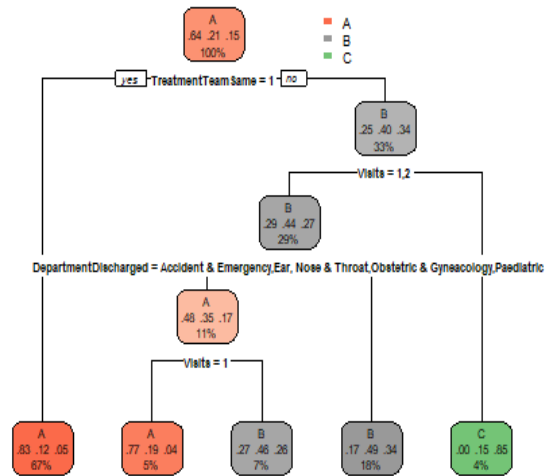 A
.64 .21 .15
100%
A
B
C
yes TreatmentTeamSame = 1 no
B
.25 .40 .34
33%
Visits = 1,2
B
.29 .44 .27
29%
DepartmentDischarged = Accident & Emergency,Ear, Nose & Throat,Obstetric & Gyneacology,Paediatric
A
.48 .35 .17
11%
Visits = 1
A
.83 .12 .05
67%
A
.77 .19 .04
5%
B
.27 .46 .26
7%
B
.17 .49 .34
18%
C
.00 .15 .85
4%